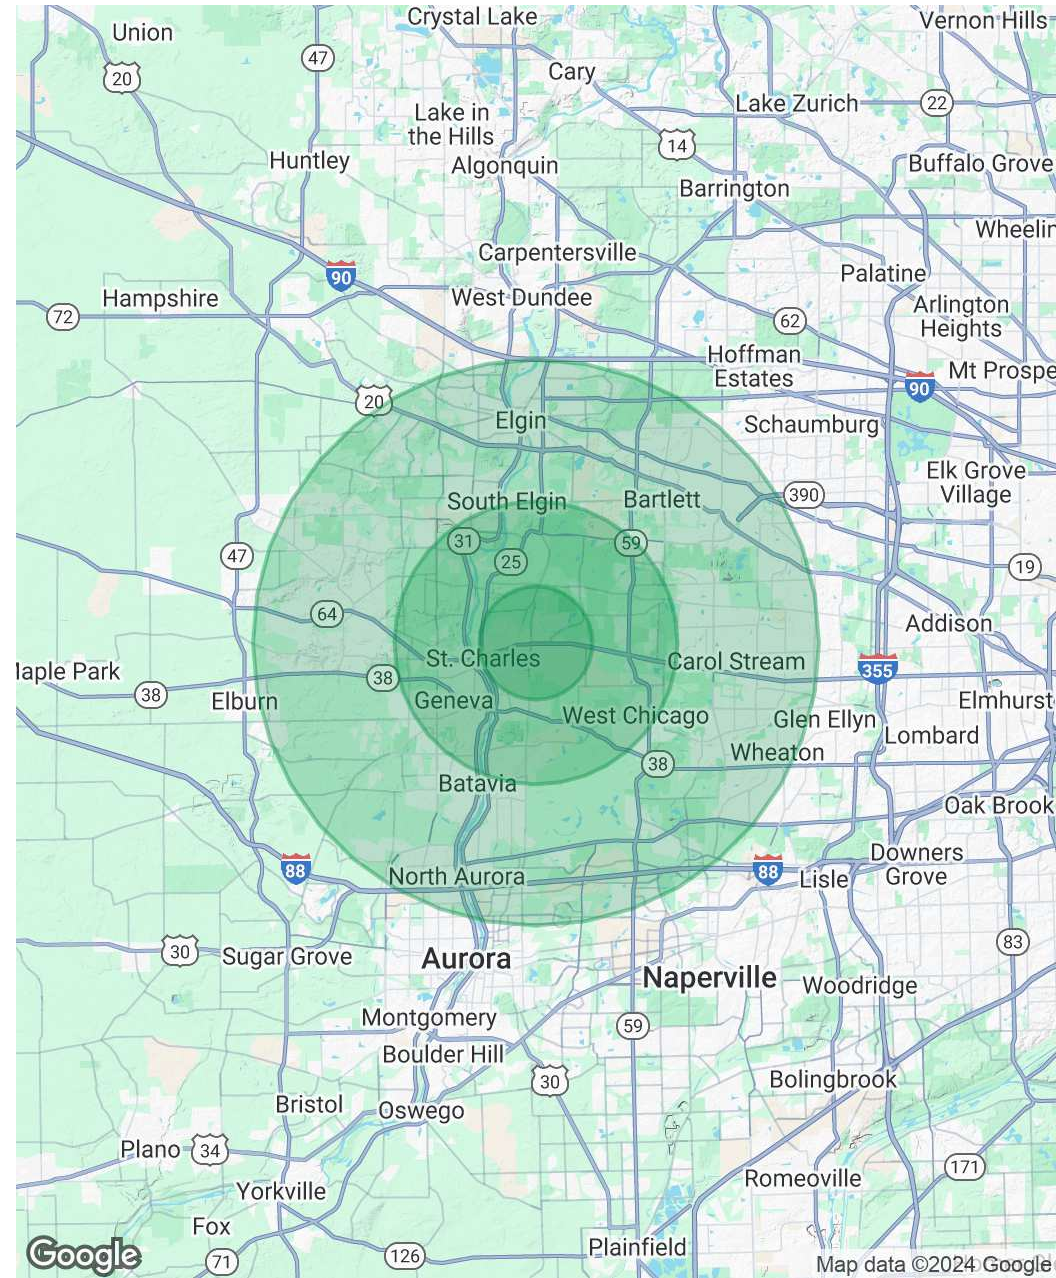 Crystal Lake
Vernon Hills
Union
47
20
Cary
Lake Zurich
22
Lake in
the Hills
14
Huntley
Algonquin
Buffalo Grove
Barrington
Wheelin
Carpentersville
90
Palatine
Hampshire
West Dundee
Arlington
Heights
72
62
Hoffman
Estates
Mt Prospe
90
20
Elgin
Schaumburg
Elk Grove
Village
South Elgin
Bartlett
390
31
59
47
25
19
64
Addison
St. Charles
Carol Stream
355
Maple Park
38
38
Elburn
Geneva
Elmhurst
West Chicago
Glen Ellyn
Lombard
Wheaton
38
Batavia
Oak Brook
88
North Aurora
88
Downers
Grove
Lisle
30
Sugar Grove
Aurora
83
Naperville
Woodridge
Montgomery
59
Boulder Hill
30
Bolingbrook
Bristol
Oswego
Plano
34
171
Romeoville
Yorkville
Fox
Google
71
126
Plainfield
Map data ©2024 Google